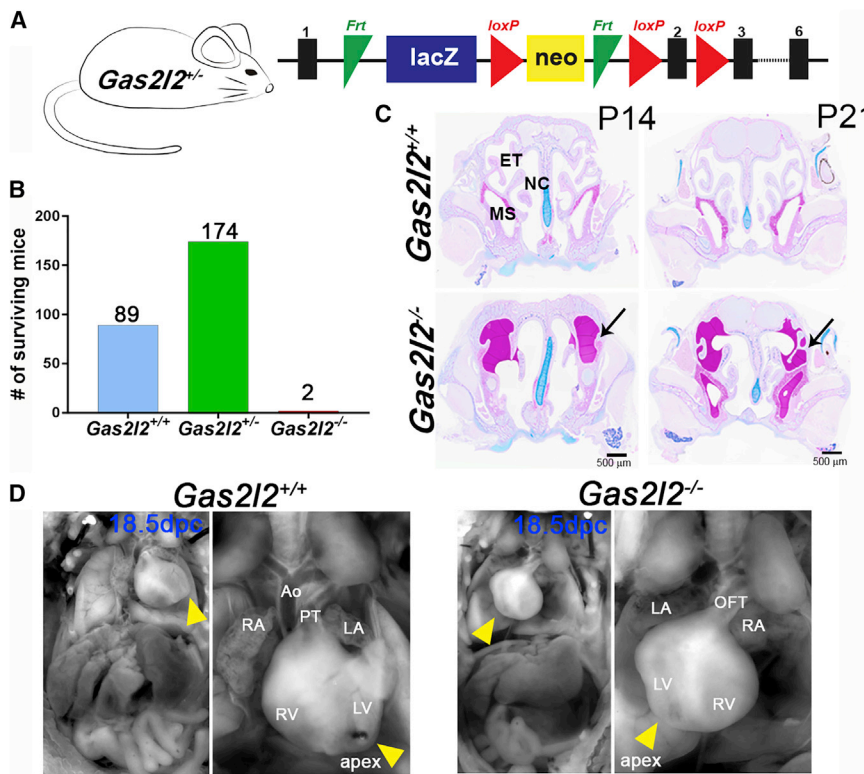 A
Gas2l2+/-
1
Frt
lacZ
loxP
neo
Frt
loxP
2
loxP
3
6
B
# of surviving mice
200
150
100
50
0
89
174
2
Gas2l2+/+
Gas2l2+/-
Gas2l2-/-
C
P14
P21
Gas2l2+/+
ET
NC
MS
Gas2l2-/-
500 μm
500 μm
D
Gas2l2+/+
Gas2l2-/-
18.5dpc
Ao
PT
RA
LA
RV
LV
apex
18.5dpc
LA
OFT
RA
LV
RV
apex